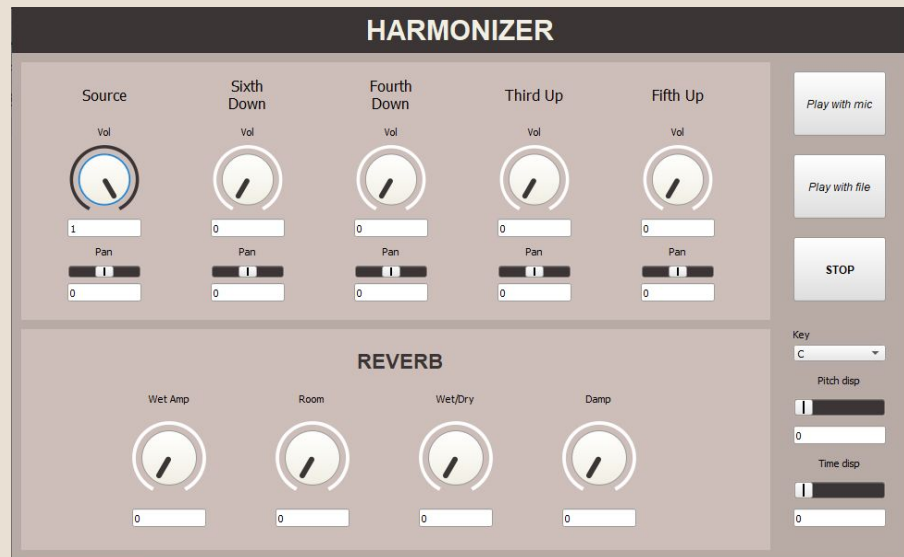 HARMONIZER
Source
Sixth
Down
Fourth
Down
Third Up
Fifth Up
Vol
Vol
Vol
Vol
Vol
1
0
0
0
0
Pan
Pan
Pan
Pan
Pan
0
0
0
0
0
Play with mic
Play with file
STOP
REVERB
Wet Amp
Room
Wet/Dry
Damp
0
0
0
0
Key
C
Pitch disp
0
Time disp
0